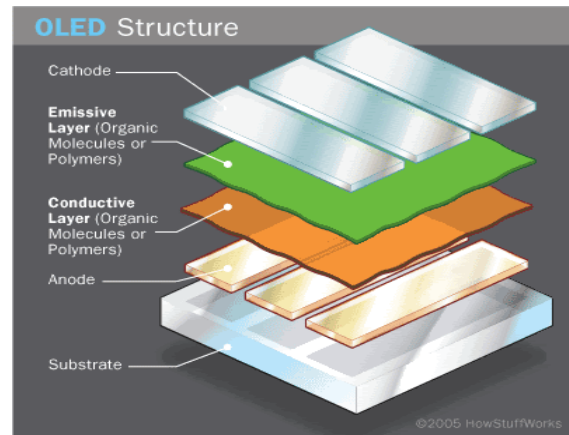 OLED Structure
Cathode
Emissive
Layer (Organic
Molecules or
Polymers)
Conductive
Layer (Organic
Molecules or
Polymers)
Anode
Substrate
©2005 HowStuffWorks